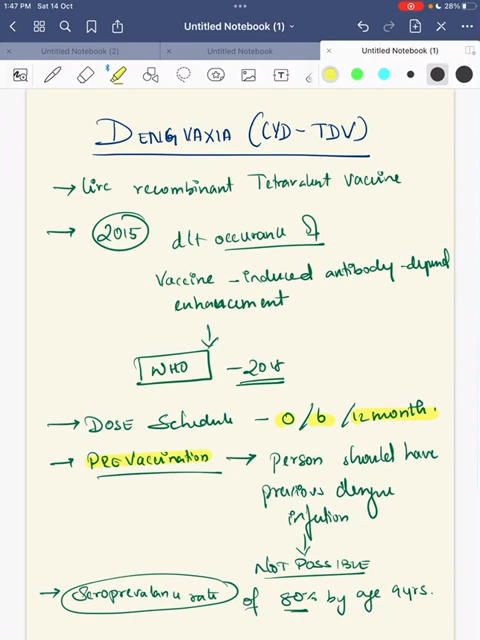 1:47 PM Sat 14 Oct
28%
Untitled Notebook (1)
Untitled Notebook (2)
Untitled Notebook
Untitled Notebook (1)
DENGVAXIA (CYD-TDV)
→ live recombinant Tetravalent vaccine
→ 2015 d/t occurance of
vaccine-induced antibody-depend
enhancement
WHO - 2018
→ DOSE Schedule - 0/6/12 month.
→ PRE Vaccination → person should have
previous dengue
infection
NOT POSSIBLE
→ Seroprevalance rate of 80% by age 9yrs.